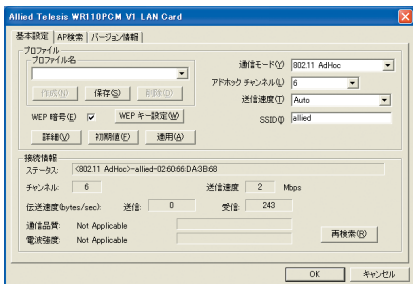 Allied Telesis WR110PCM V1 LAN Card
基本設定 AP検索 バージョン情報
プロファイル
プロファイル名
作成(N) 保存(S) 削除(D)
WEP 暗号(E) WEP キー設定(W)
詳細(V) 初期値(F) 適用(A)
通信モード(Y) 802.11 AdHoc
アドホック チャンネル(L) 6
送信速度(T) Auto
SSID(I) allied
接続情報
ステータス: <802.11 AdHoc>-allied-02:60:66:DA:3B:68
チャンネル: 6 送信速度 2 Mbps
伝送速度(bytes/sec): 送信: 0 受信: 243
通信品質: Not Applicable
電波強度: Not Applicable
再検索(R)
OK キャンセル